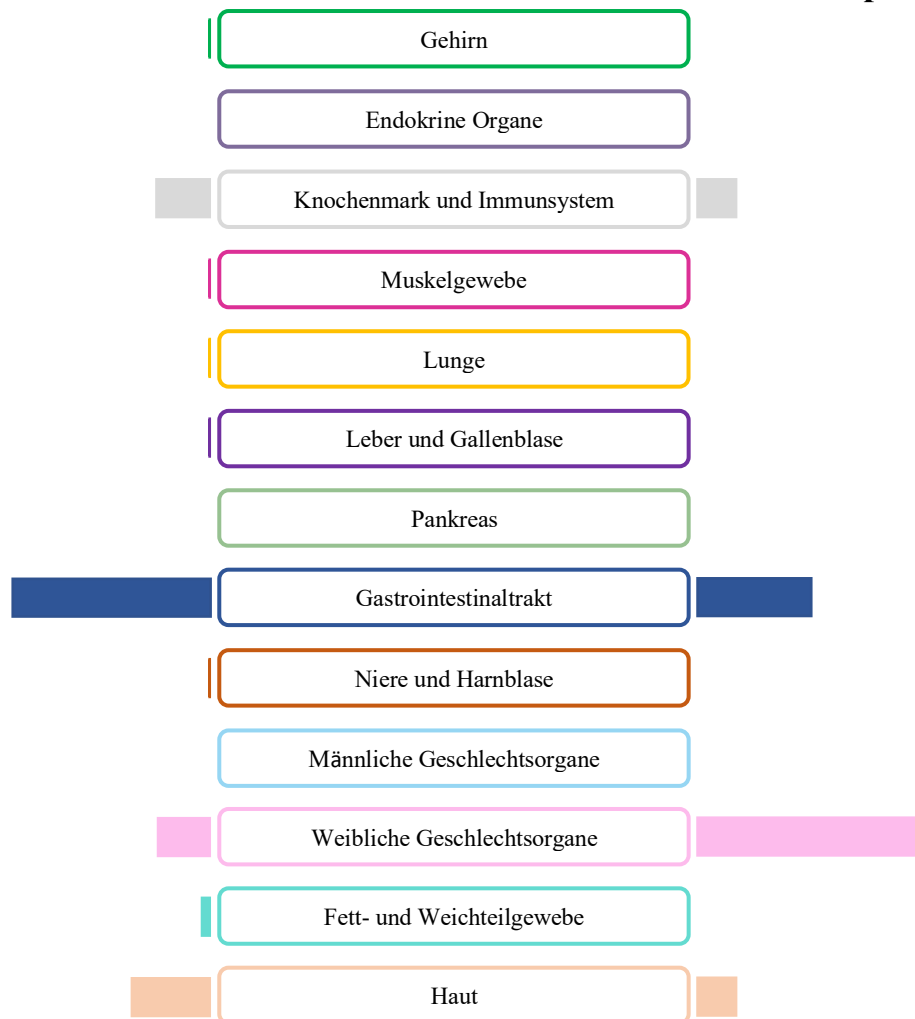 Gehirn
Endokrine Organe
Knochenmark und Immunsystem
Muskelgewebe
Lunge
Leber und Gallenblase
Pankreas
Gastrointestinaltrakt
Niere und Harnblase
Männliche Geschlechtsorgane
Weibliche Geschlechtsorgane
Fett- und Weichteilgewebe
Haut